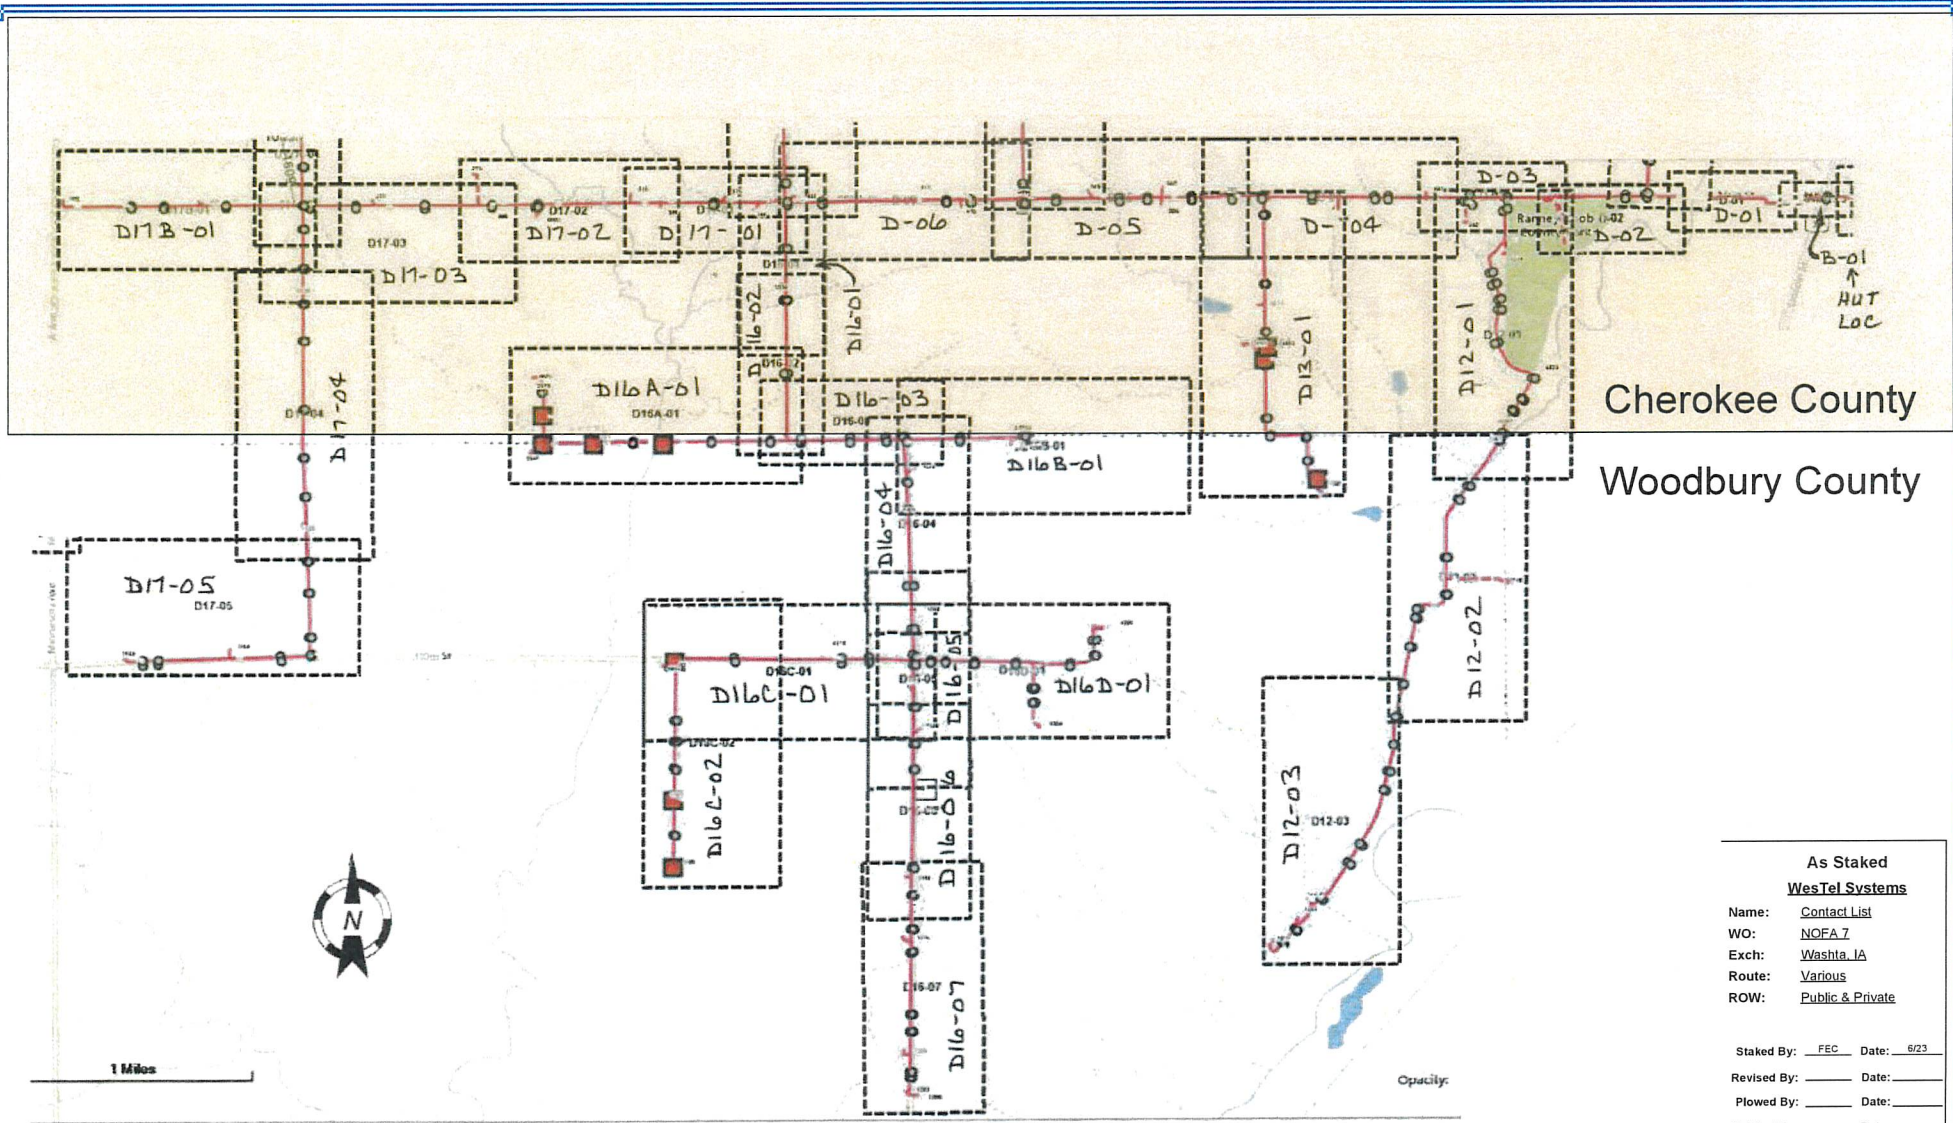 D17B-01
D17-03
D17-03
D17-02
D17-02
D17-01
D-06
D-05
D-04
D-03
D-02
D-01
B-01
HUT
LOC
D16-02
D16-01
D16A-01
D16A-01
D16-03
D13-01
D12-01
Cherokee County
D17-04
D16B-01
Woodbury County
D16-04
D17-05
D17-05
D16C-01
D16C-01
D16-05
D16D-01
D12-02
D16C-02
D16-06
D12-03
D12-03
D16-07
D16-07
N
1 Miles
Opacity:
As Staked
WesTel Systems
Name: Contact List
WO: NOFA 7
Exch: Washta, IA
Route: Various
ROW: Public & Private
Staked By: FEC Date: 6/23
Revised By: Date:
Plowed By: Date: